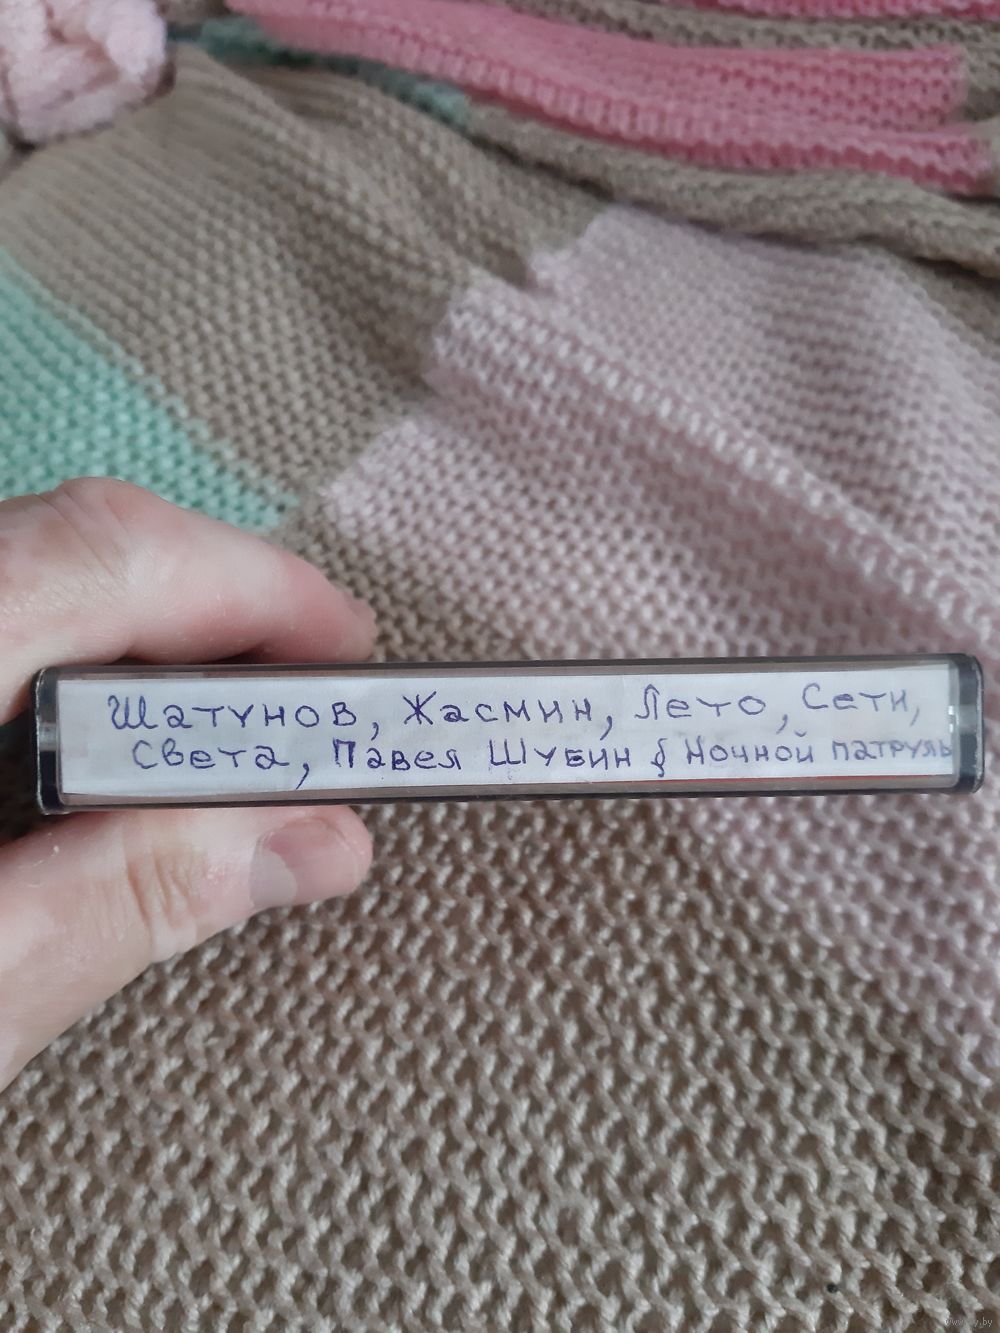 Шатунов, Жасмин, Лето, Сети,
Света, Павел Шубин & Ночной патруль